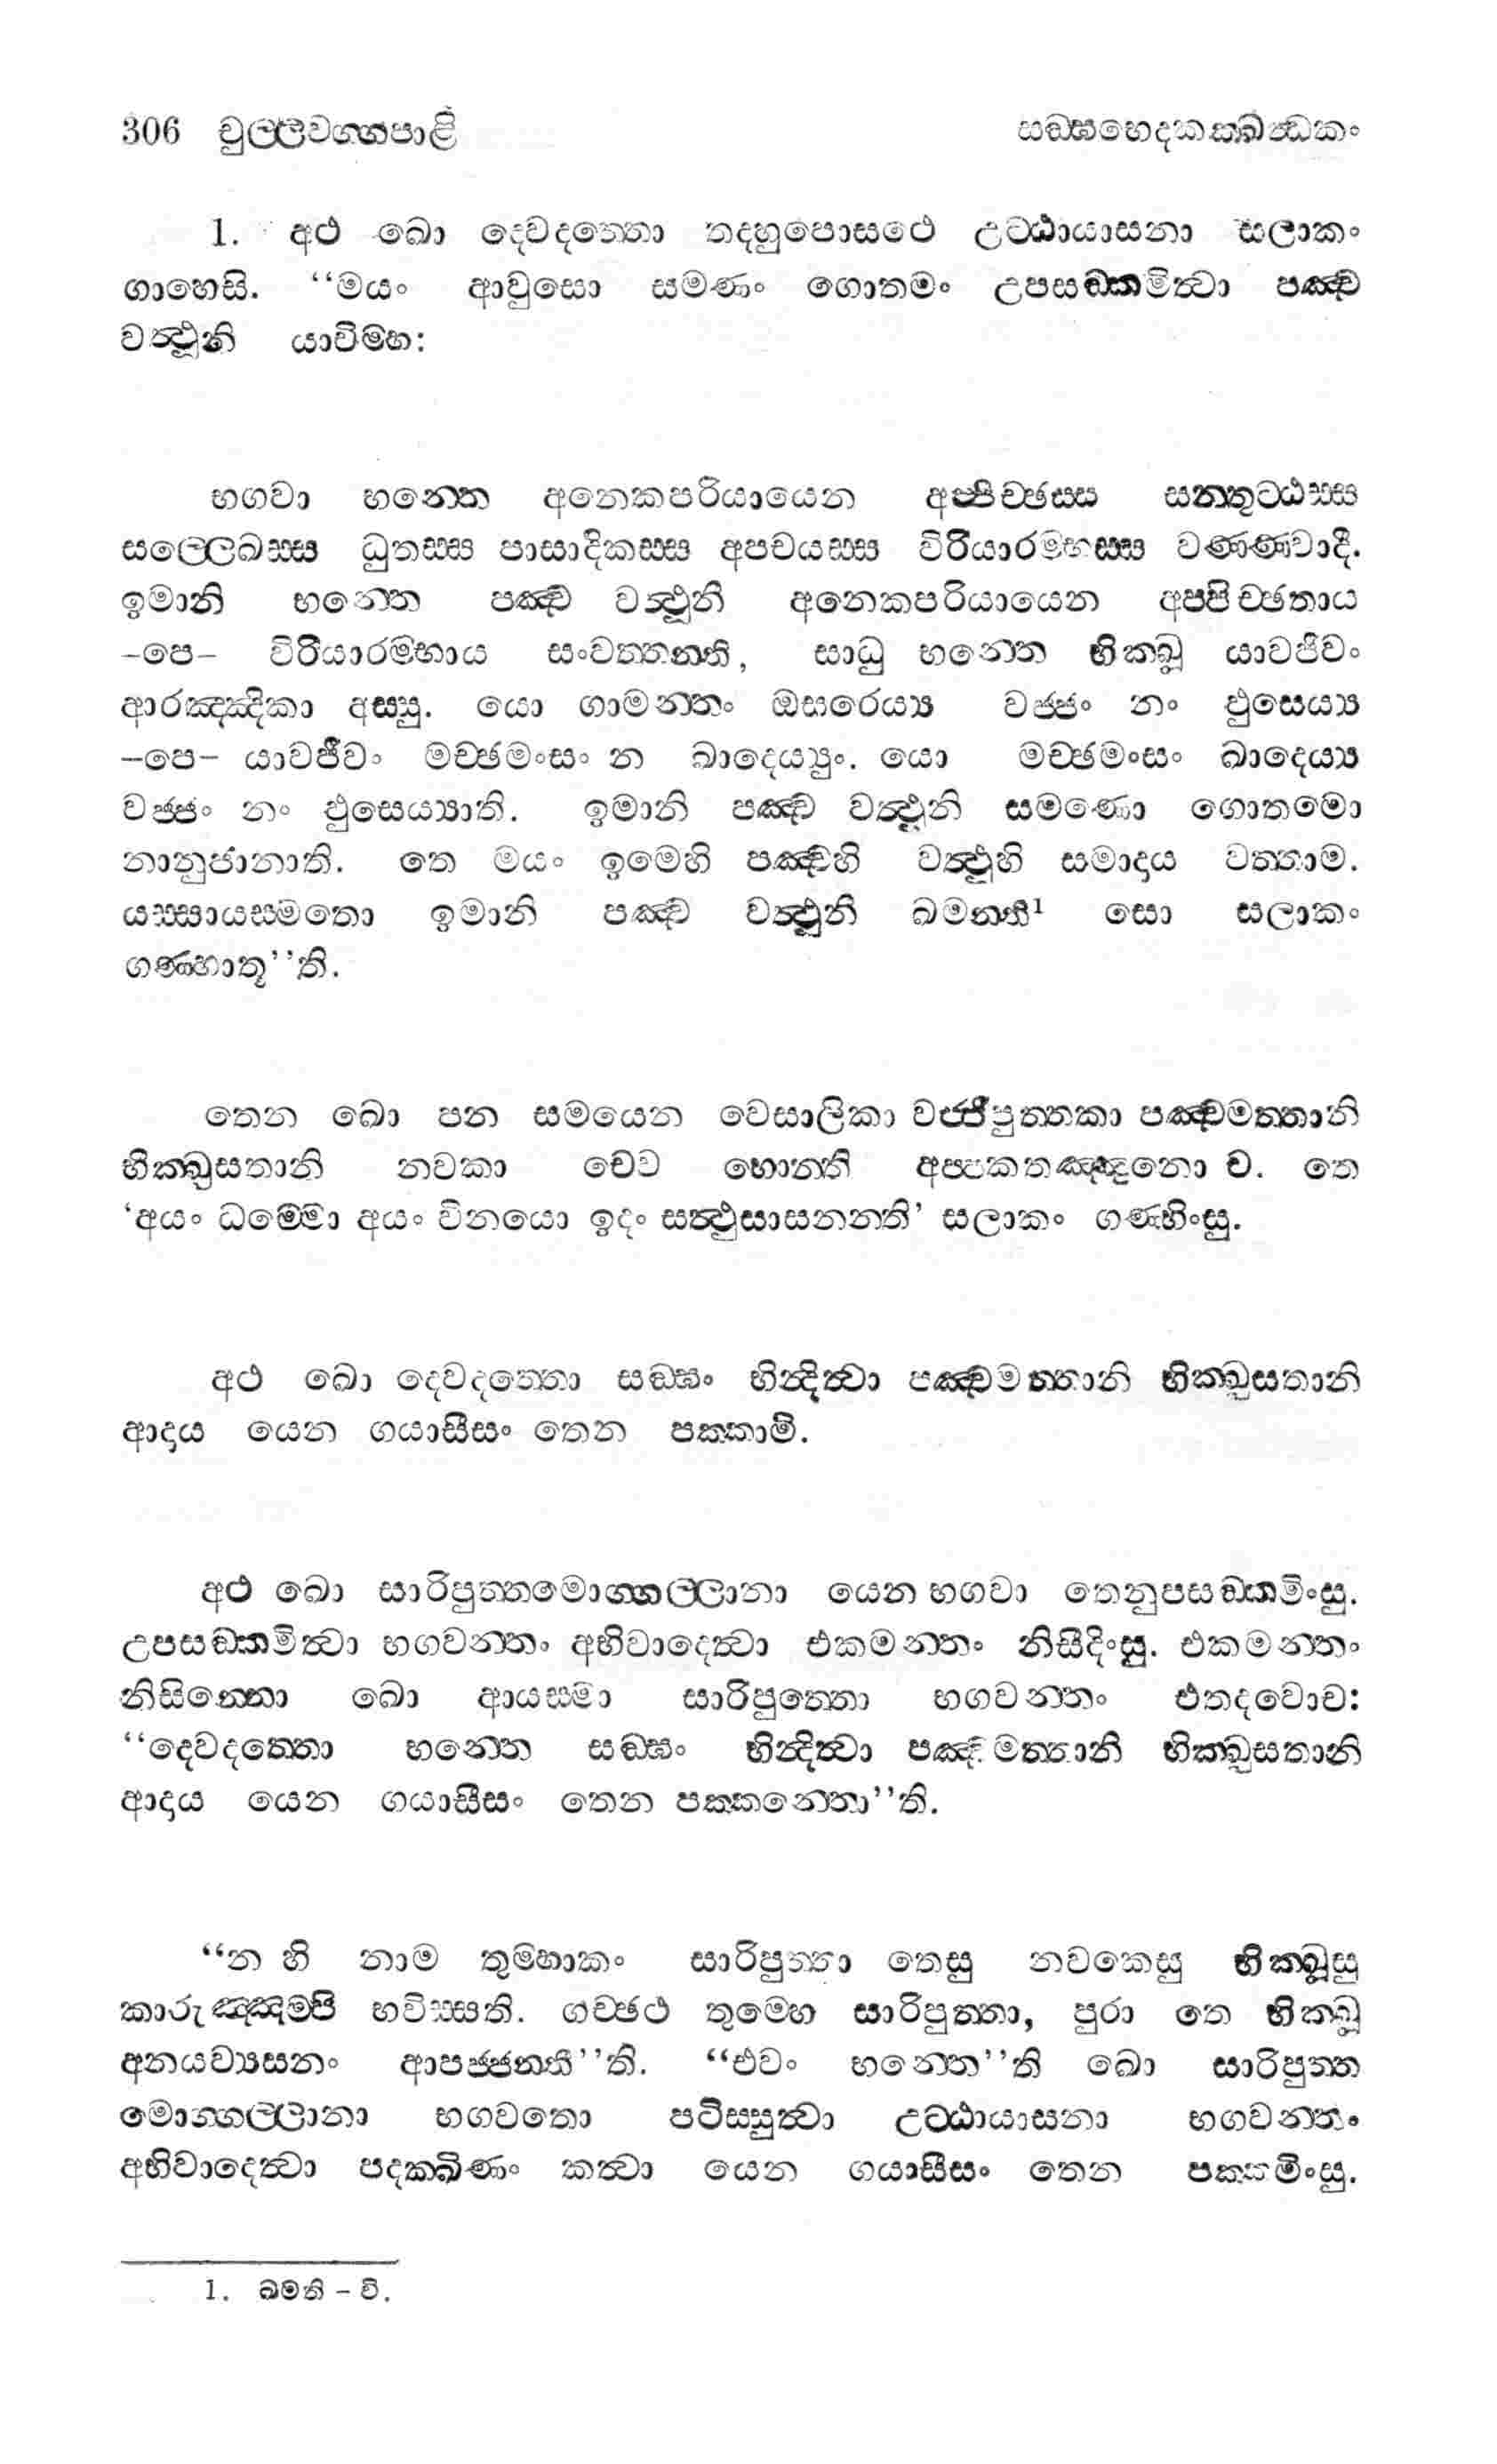 306 චුල්ලවග්ගපාළි සඞ්ඝභෙදකක්ඛන්ධකං
1. අථ ඛො දෙවදත්තො තදහුපොසථෙ උට්ඨායාසනා සලාකං
ගාහෙසි. “මයං ආවුසො සමණං ගොතමං උපසඞ්කමිත්වා පඤ්ච
වත්ථූනි යාචිම්හ:
භගවා භන්තෙ අනෙකපරියායෙන අප්පිච්ඡස්ස සන්තුට්ඨස්ස
සල්ලෙඛස්ස ධුතස්ස පාසාදිකස්ස අපචයස්ස විරියාරම්භස්ස වණ්ණවාදී.
ඉමානි භන්තෙ පඤ්ච වත්ථූනි අනෙකපරියායෙන අප්පිච්ඡතාය
–පෙ– විරියාරම්භාය සංවත්තන්ති, සාධු භන්තෙ භික්ඛූ යාවජීවං
ආරඤ්ඤිකා අස්සු. යො ගාමන්තං ඔසරෙය්‍ය වජ්ජං නං ඵුසෙය්‍ය
–පෙ– යාවජීවං මච්ඡමංසං න ඛාදෙය්‍යුං. යො මච්ඡමංසං ඛාදෙය්‍ය
වජ්ජං නං ඵුසෙය්‍යාති. ඉමානි පඤ්ච වත්ථූනි සමණො ගොතමො
නානුජානාති. තෙ මයං ඉමෙහි පඤ්චහි වත්ථූහි සමාදාය වත්තාම.
යස්සායස්මතො ඉමානි පඤ්ච වත්ථූනි ඛමන්ති¹ සො සලාකං
ගණ්හාතූ’’ති.
තෙන ඛො පන සමයෙන වෙසාලිකා වජ්ජිපුත්තකා පඤ්චමත්තානි
භික්ඛුසතානි නවකා චෙව හොන්ති අප්පකතඤ්ඤුනො ච. තෙ
‘අයං ධම්මො අයං විනයො ඉදං සත්ථුසාසනන්ති’ සලාකං ගණ්හිංසු.
අථ ඛො දෙවදත්තො සඞ්ඝං භින්දිත්වා පඤ්චමත්තානි භික්ඛුසතානි
ආදාය යෙන ගයාසීසං තෙන පක්කාමි.
අථ ඛො සාරිපුත්තමොග්ගල්ලානා යෙන භගවා තෙනුපසඞ්කමිංසු.
උපසඞ්කමිත්වා භගවන්තං අභිවාදෙත්වා එකමන්තං නිසීදිංසු. එකමන්තං
නිසින්නො ඛො ආයස්මා සාරිපුත්තො භගවන්තං එතදවොච:
“දෙවදත්තො භන්තෙ සඞ්ඝං භින්දිත්වා පඤ්චමත්තානි භික්ඛුසතානි
ආදාය යෙන ගයාසීසං තෙන පක්කන්තො’’ති.
“න හි නාම තුම්හාකං සාරිපුත්තා තෙසු නවකෙසු භික්ඛූසු
කාරුඤ්ඤම්පි භවිස්සති. ගච්ඡථ තුම්හෙ සාරිපුත්තා, පුරා තෙ භික්ඛූ
අනයව්‍යසනං ආපජ්ජන්තී’’ති. “එවං භන්තෙ’’ති ඛො සාරිපුත්ත
මොග්ගල්ලානා භගවතො පටිස්සුත්වා උට්ඨායාසනා භගවන්තං
අභිවාදෙත්වා පදක්ඛිණං කත්වා යෙන ගයාසීසං තෙන පක්කමිංසු.
1. ඛමති – වි.